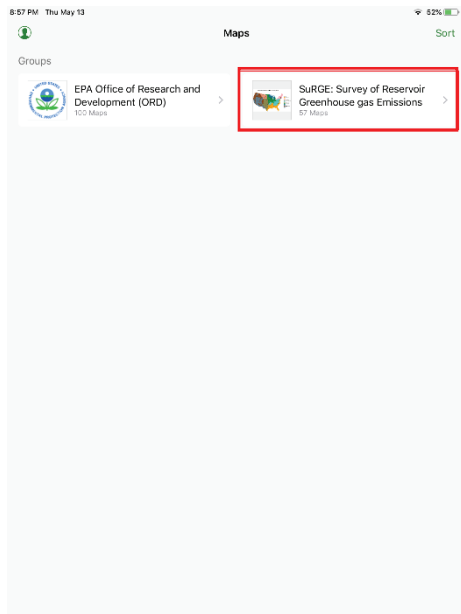 8:57 PM Thu May 13
52%
Maps
Sort
Groups
EPA Office of Research and
Development (ORD)
100 Maps
SuRGE: Survey of Reservoir
Greenhouse gas Emissions
57 Maps